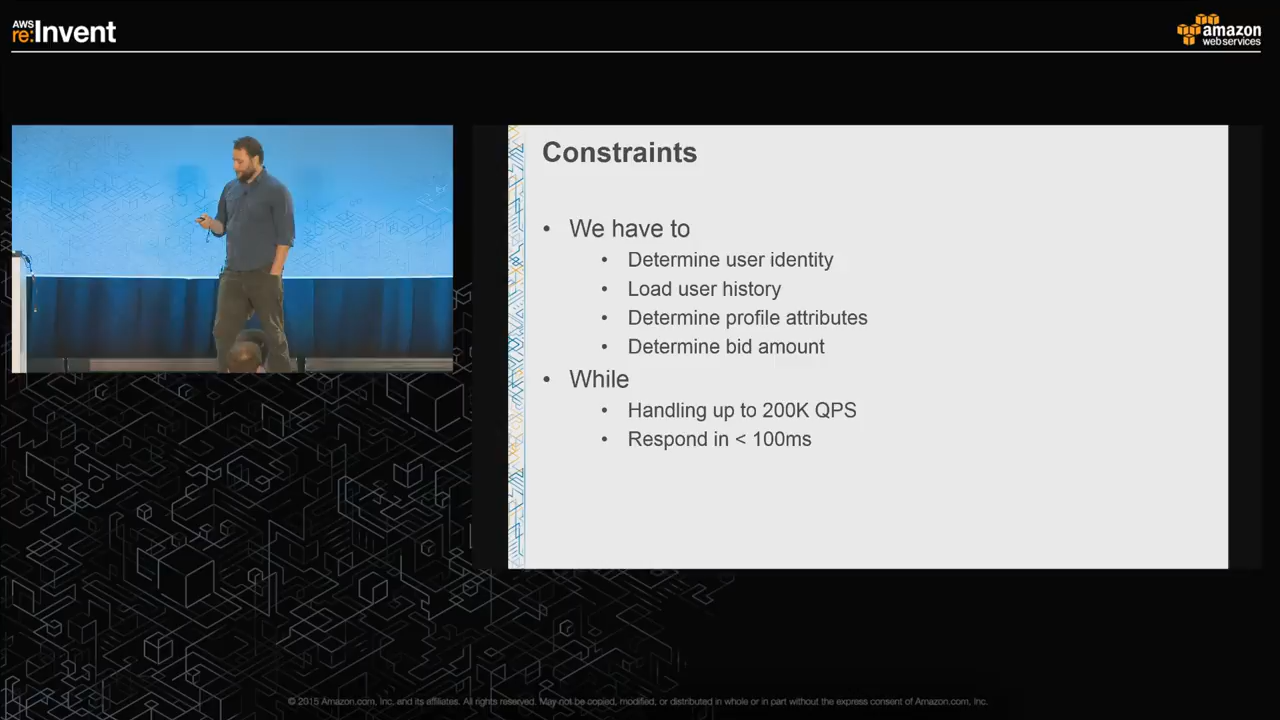 AWS
re:Invent
amazon
web services
Constraints
• We have to
• Determine user identity
• Load user history
• Determine profile attributes
• Determine bid amount
• While
• Handling up to 200K QPS
• Respond in < 100ms
© 2015 Amazon.com, Inc. and its affiliates. All rights reserved. May not be copied, modified, or distributed in whole or in part without the express consent of Amazon.com, Inc.